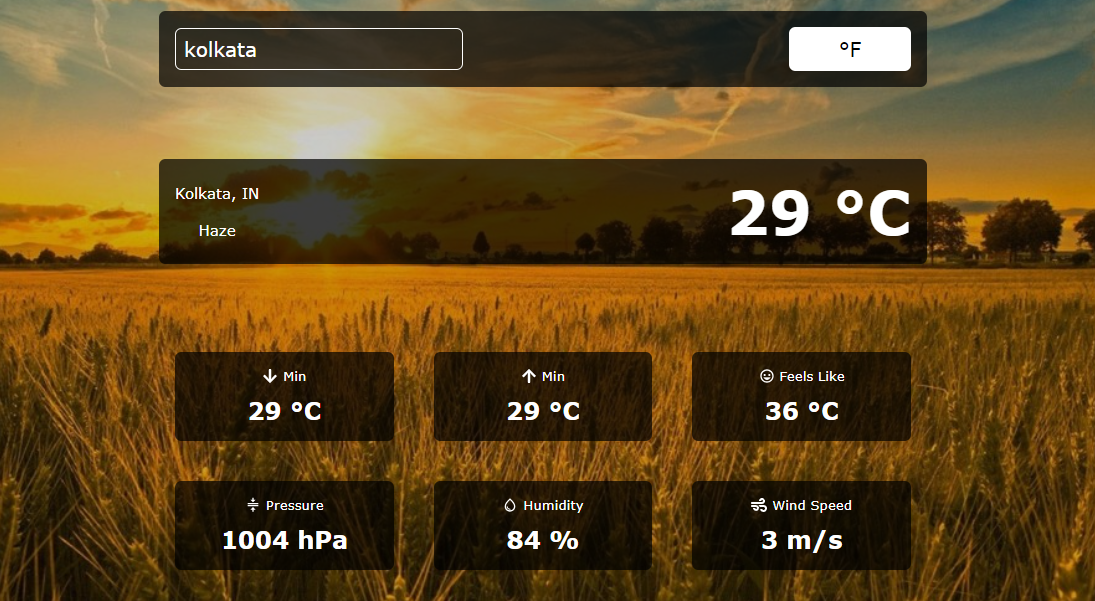 kolkata
°F
Kolkata, IN
Haze
29 °C
Min
29 °C
Min
29 °C
Feels Like
36 °C
Pressure
1004 hPa
Humidity
84 %
Wind Speed
3 m/s